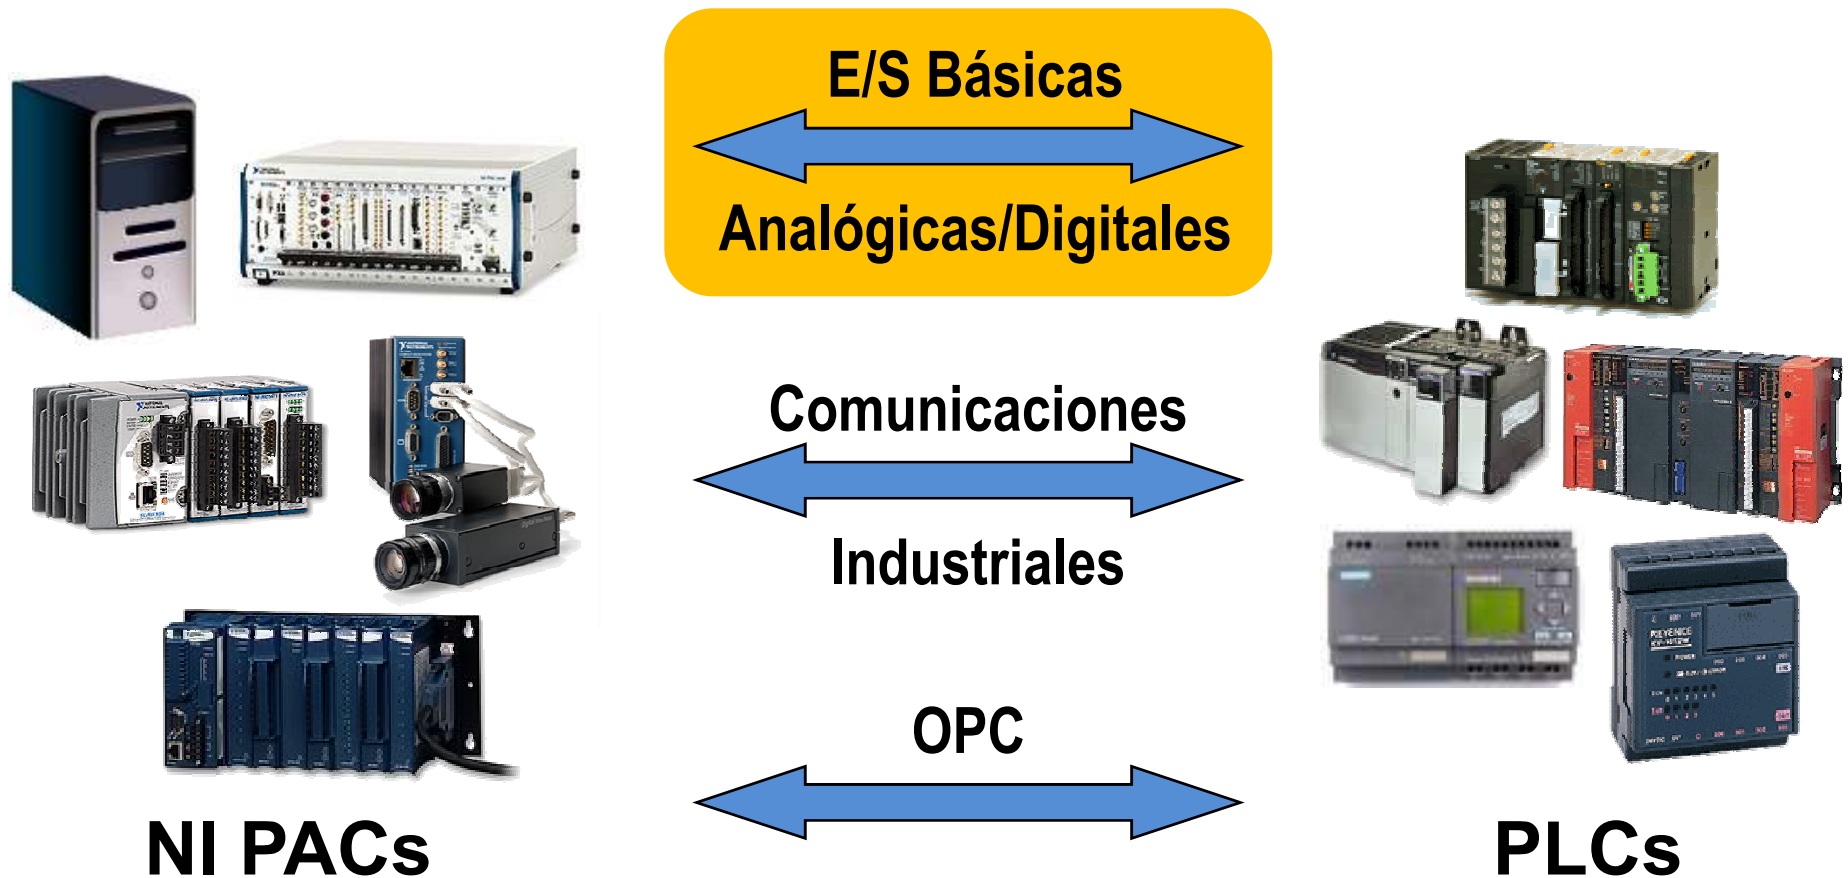 E/S Básicas
Analógicas/Digitales
Comunicaciones
Industriales
OPC
NI PACs
PLCs